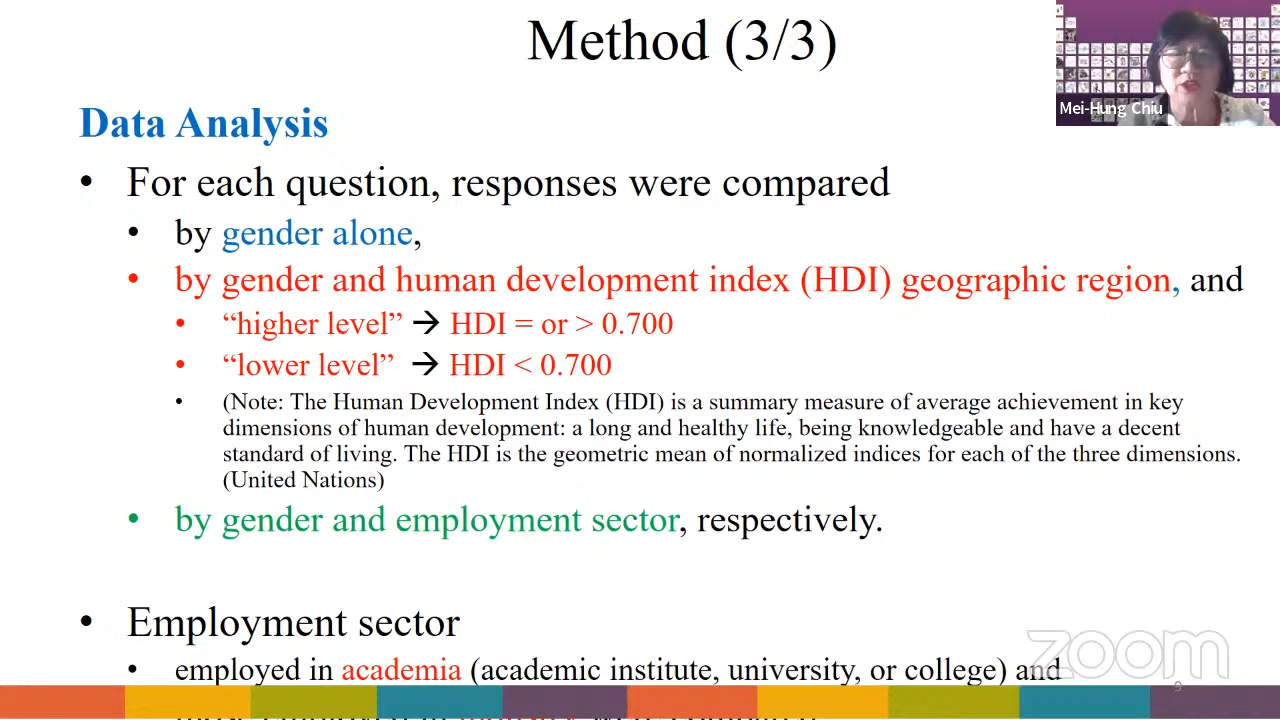 Method (3/3)
Mei-Hung Chiu
Data Analysis
• For each question, responses were compared
• by gender alone,
• by gender and human development index (HDI) geographic region, and
• “higher level” → HDI = or > 0.700
• “lower level” → HDI < 0.700
• (Note: The Human Development Index (HDI) is a summary measure of average achievement in key
dimensions of human development: a long and healthy life, being knowledgeable and have a decent
standard of living. The HDI is the geometric mean of normalized indices for each of the three dimensions.
(United Nations)
• by gender and employment sector, respectively.
• Employment sector
• employed in academia (academic institute, university, or college) and
zoom
9